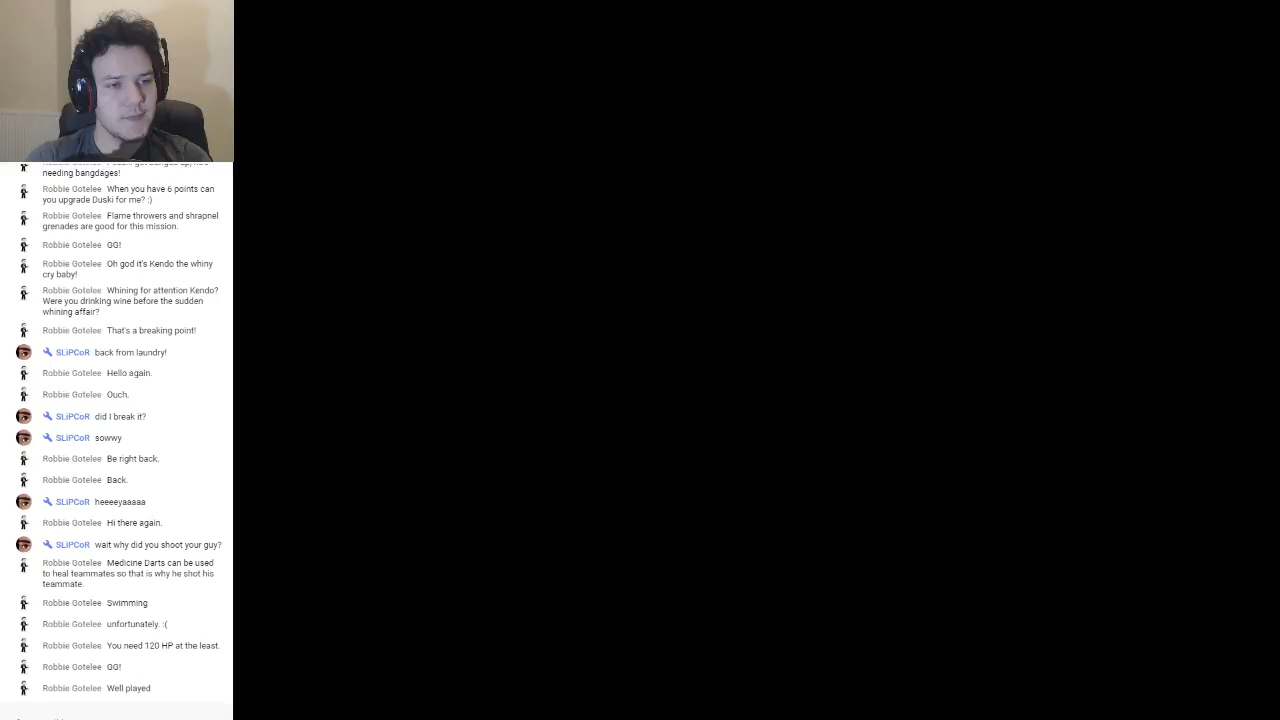 needing bangdages!
Robbie Gotelee When you have 6 points can
you upgrade Duski for me? :)
Robbie Gotelee Flame throwers and shrapnel
grenades are good for this mission.
Robbie Gotelee GG!
Robbie Gotelee Oh god it's Kendo the whiny
cry baby!
Robbie Gotelee Whining for attention Kendo?
Were you drinking wine before the sudden
whining affair?
Robbie Gotelee That's a breaking point!
SLiPCoR back from laundry!
Robbie Gotelee Hello again.
Robbie Gotelee Ouch.
SLiPCoR did I break it?
SLiPCoR sowwy
Robbie Gotelee Be right back.
Robbie Gotelee Back.
SLiPCoR heeeeyaaaaa
Robbie Gotelee Hi there again.
SLiPCoR wait why did you shoot your guy?
Robbie Gotelee Medicine Darts can be used
to heal teammates so that is why he shot his
teammate.
Robbie Gotelee Swimming
Robbie Gotelee unfortunately. :(
Robbie Gotelee You need 120 HP at the least.
Robbie Gotelee GG!
Robbie Gotelee Well played